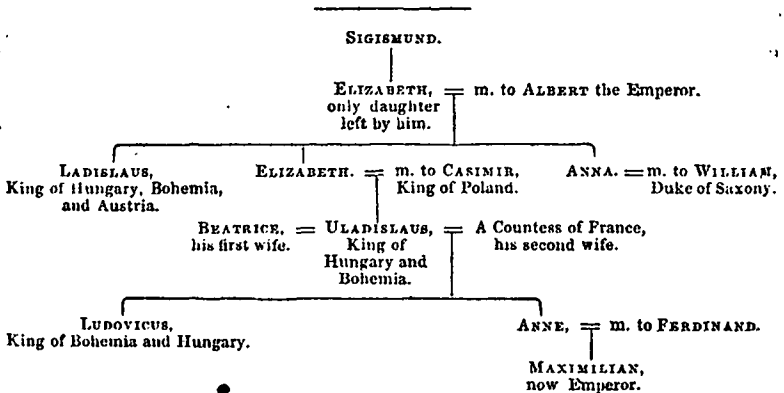 SIGISMUND.
ELIZABETH, = m. to ALBERT the Emperor.
only daughter
left by him.
LADISLAUS, ELIZABETH. = m. to CASIMIR, ANNA. = m. to WILLIAM,
King of Hungary, Bohemia, King of Poland. Duke of Saxony.
and Austria.
BEATRICE, = ULADISLAUS, = A Countess of France,
his first wife. King of his second wife.
Hungary and
Bohemia.
LUDOVICUS, ANNE, = m. to FERDINAND.
King of Bohemia and Hungary.
MAXIMILIAN,
now Emperor.